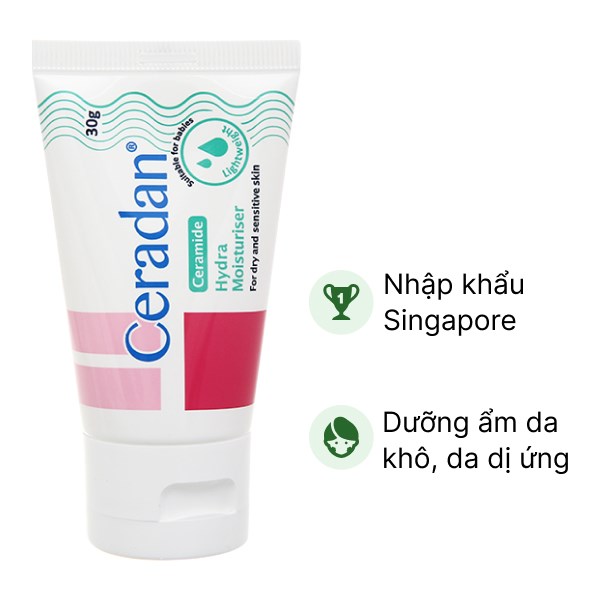 30g
Ceradan®
Suitable for babies
Lightweight
Ceramide
Hydra
Moisturiser
For dry and sensitive skin
1
Nhập khẩu
Singapore
Dưỡng ẩm da
khô, da dị ứng